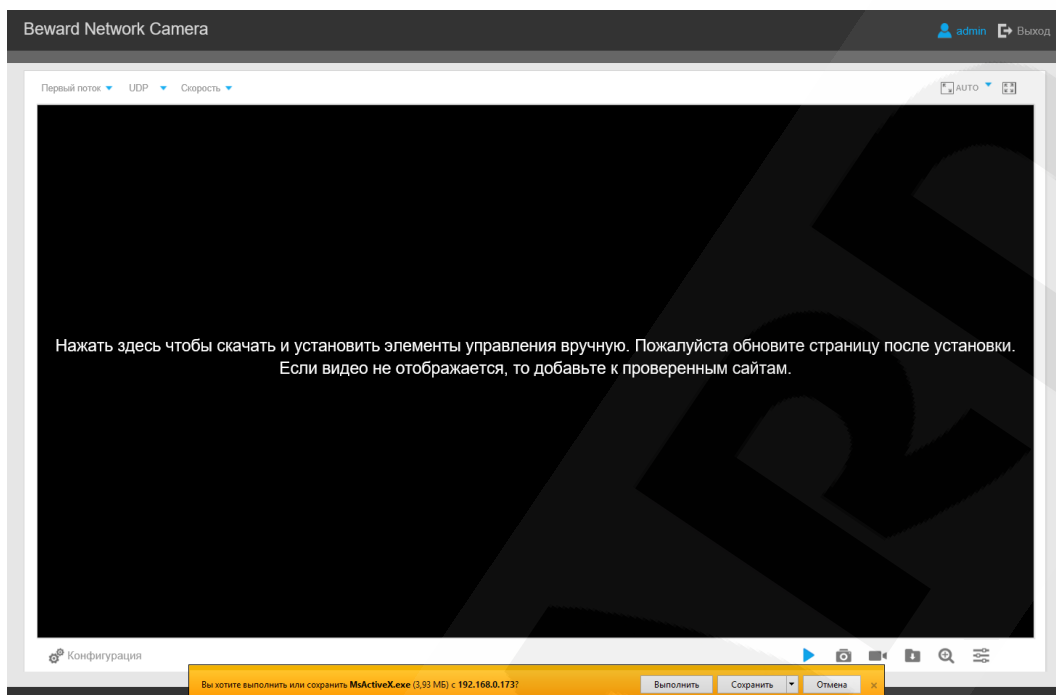 Beward Network Camera
admin Выход
Первый поток UDP Скорость AUTO
Нажать здесь чтобы скачать и установить элементы управления вручную. Пожалуйста обновите страницу после установки.
Если видео не отображается, то добавьте к проверенным сайтам.
Конфигурация
Вы хотите выполнить или сохранить MsActiveX.exe (3,93 МБ) с 192.168.0.173? Выполнить Сохранить Отмена ×